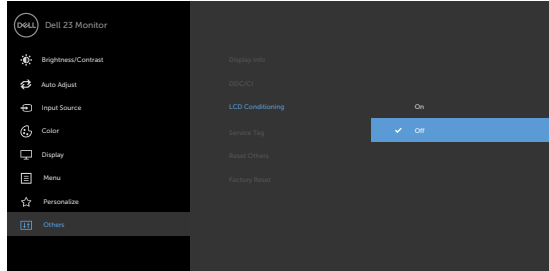 DELL Dell 23 Monitor
Brightness/Contrast
Auto Adjust
Input Source
Color
Display
Menu
Personalize
Others
Display Info
DDC/CI
LCD Conditioning
Service Tag
Reset Others
Factory Reset
On
Off